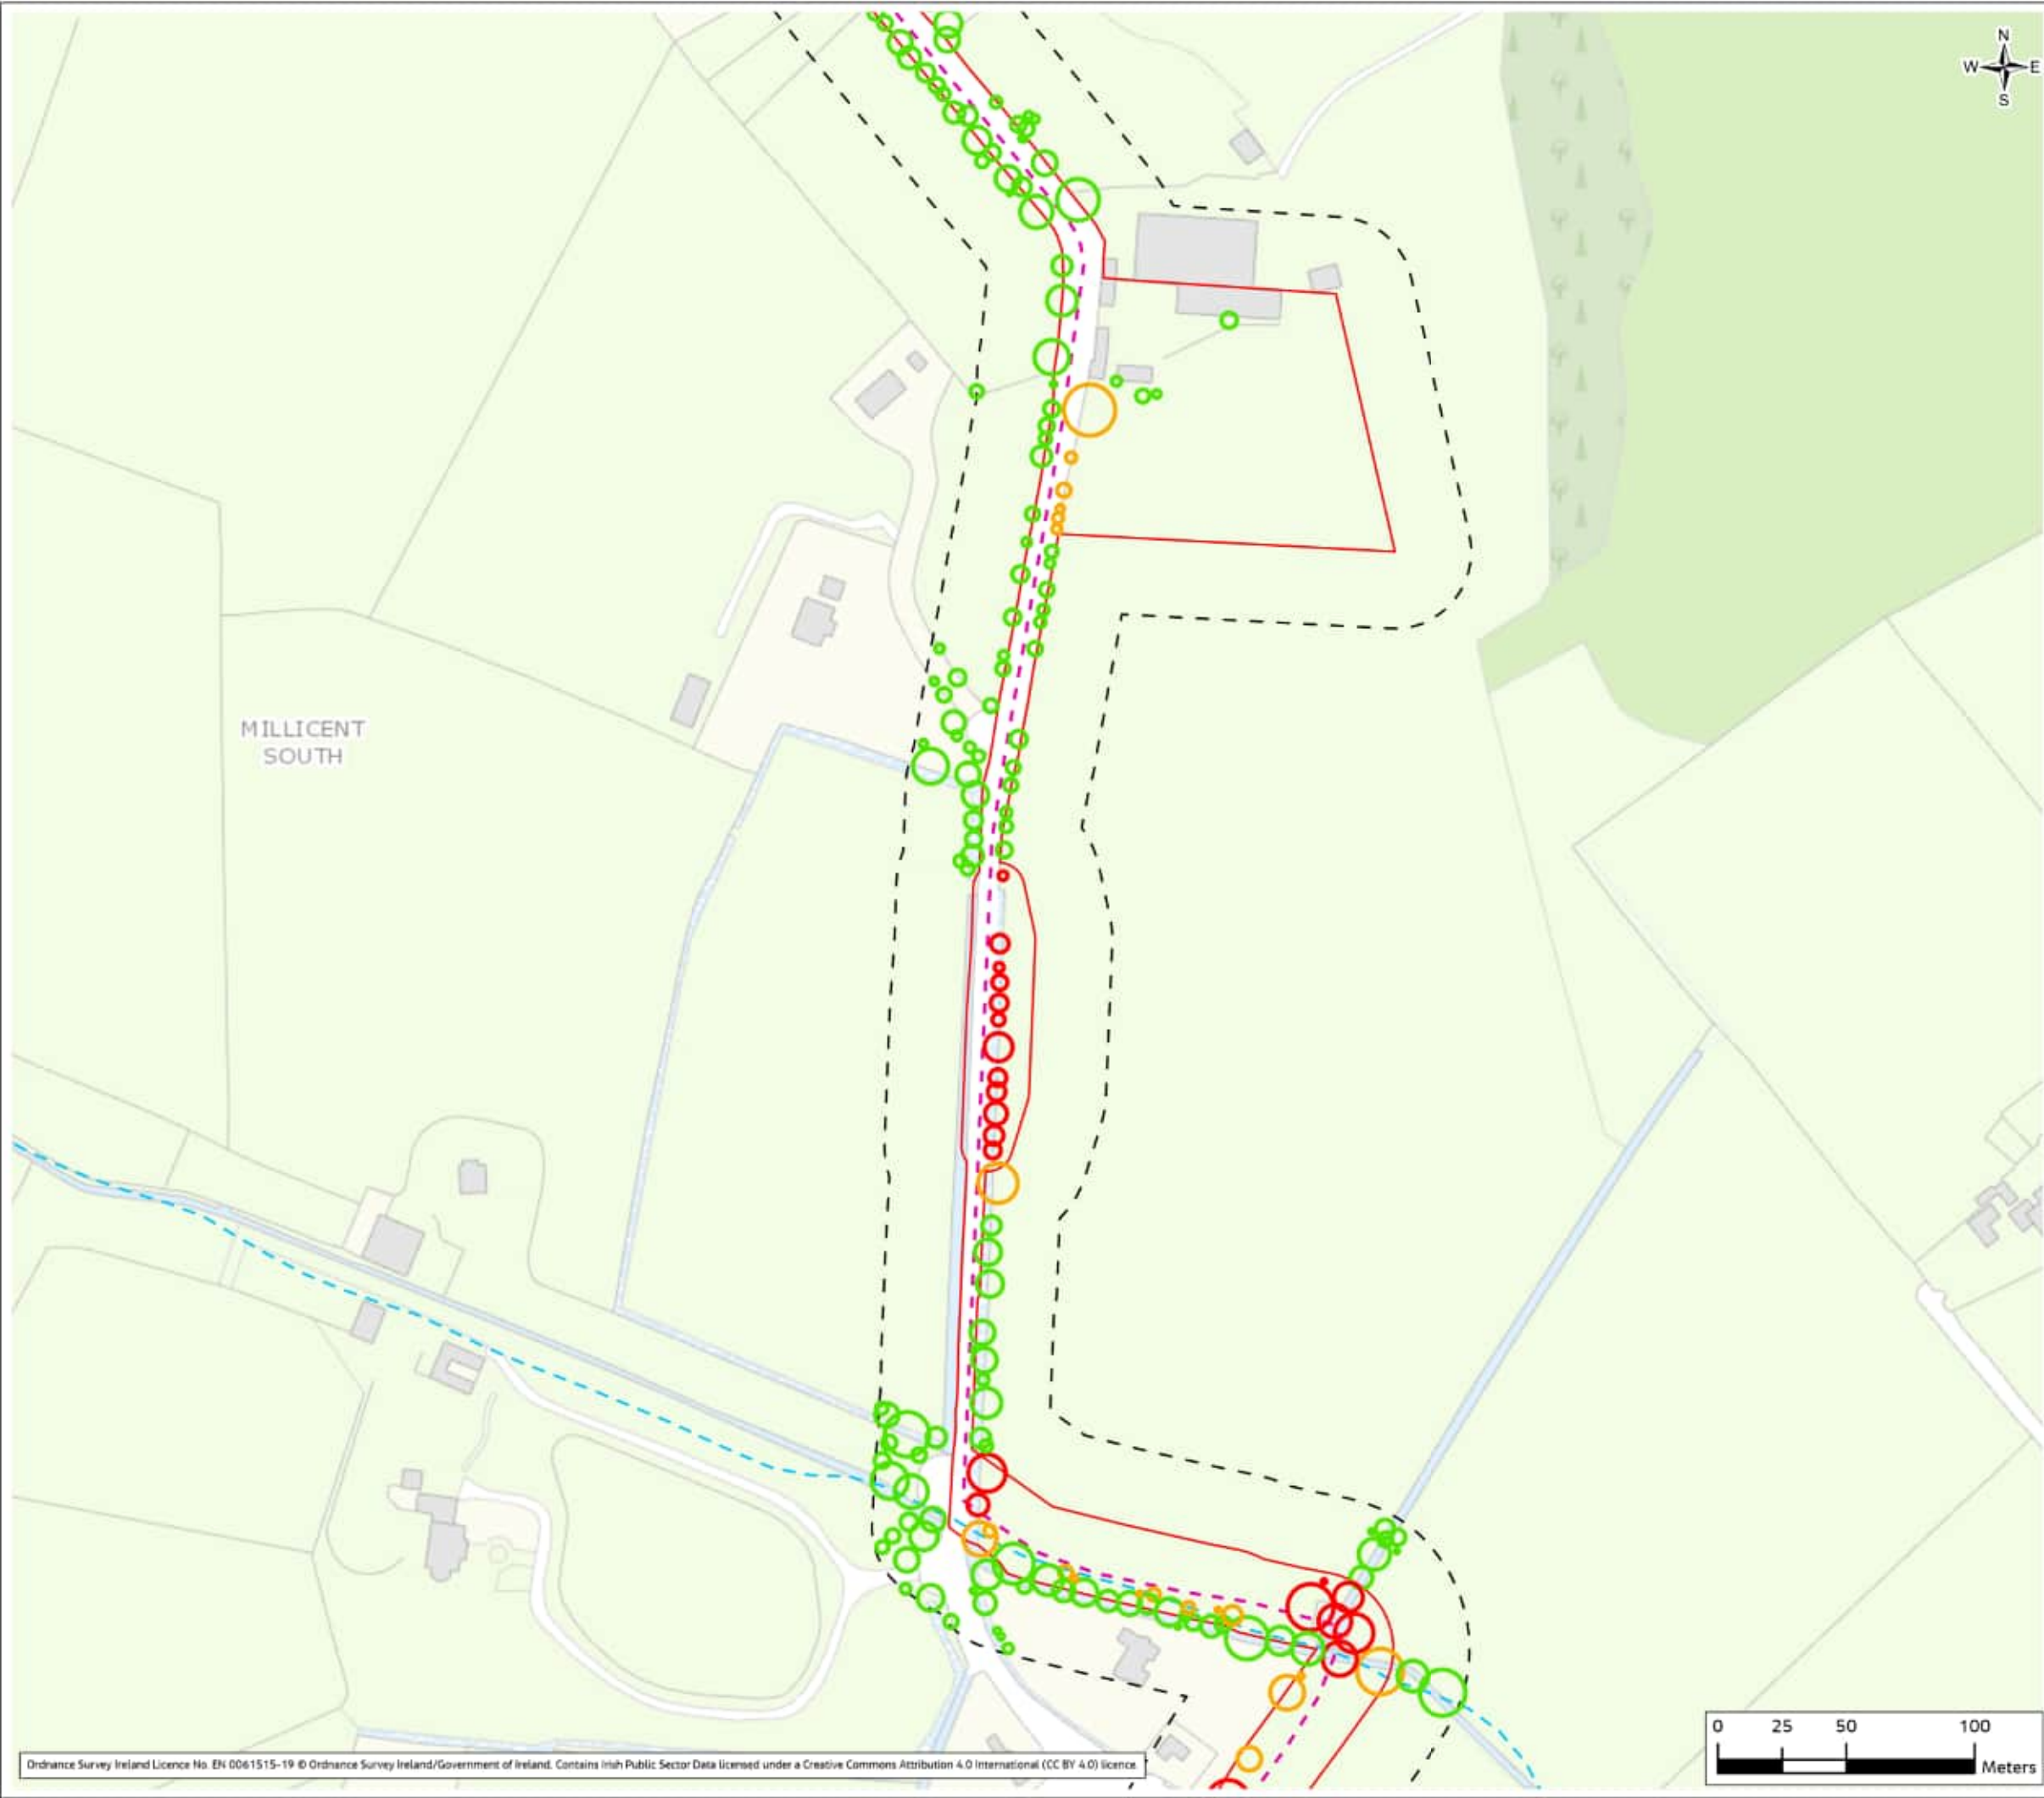 N
W E
S
MILLICENT
SOUTH
0 25 50 100
Meters
Ordnance Survey Ireland Licence No. EN 0061515-19 © Ordnance Survey Ireland/Government of Ireland. Contains Irish Public Sector Data licensed under a Creative Commons Attribution 4.0 International (CC BY 4.0) licence.